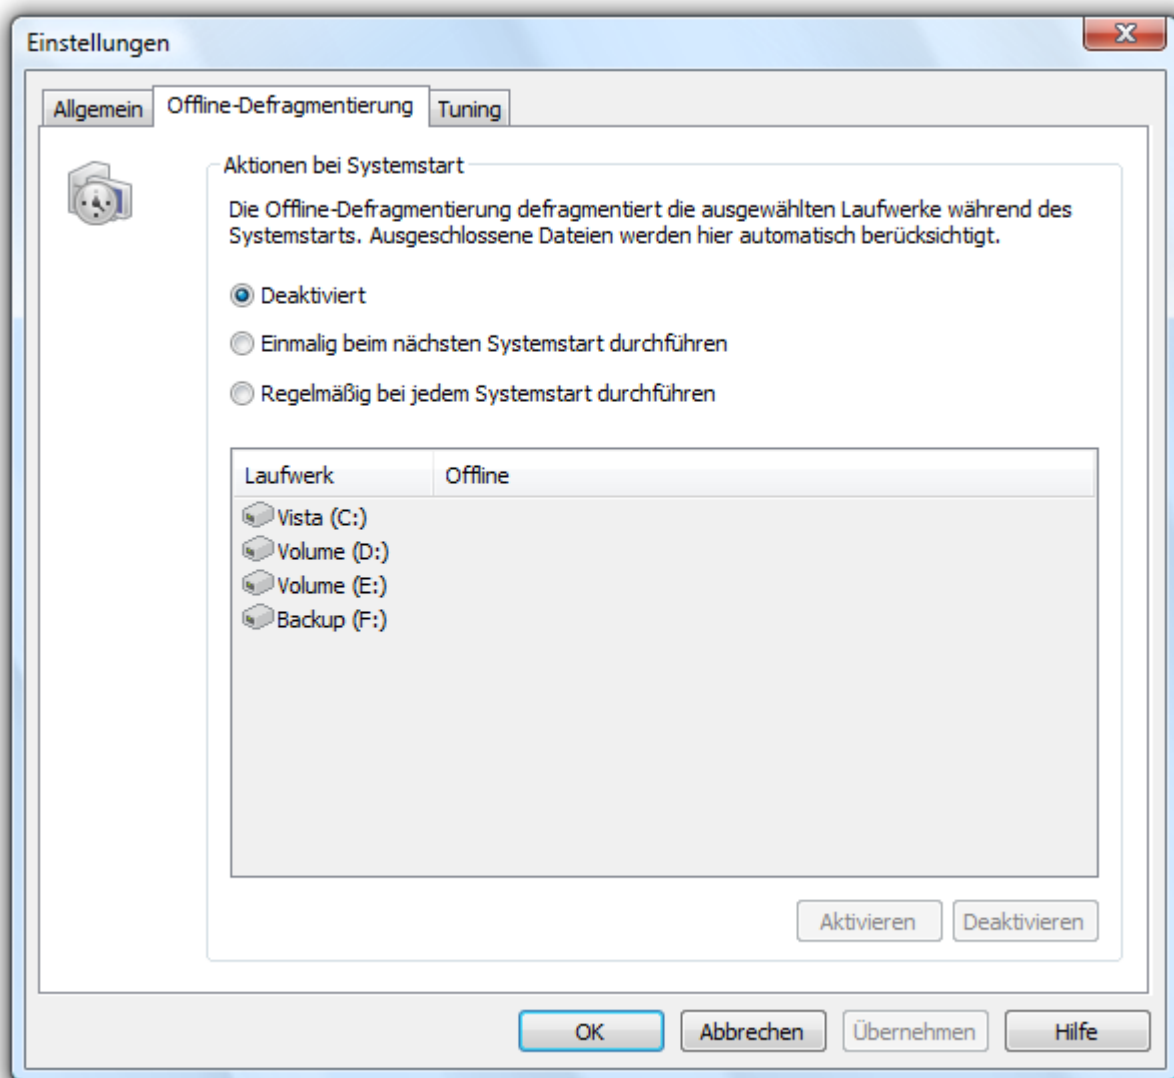 Einstellungen
Allgemein Offline-Defragmentierung Tuning
Aktionen bei Systemstart
Die Offline-Defragmentierung defragmentiert die ausgewählten Laufwerke während des
Systemstarts. Ausgeschlossene Dateien werden hier automatisch berücksichtigt.
Deaktiviert
Einmalig beim nächsten Systemstart durchführen
Regelmäßig bei jedem Systemstart durchführen
Laufwerk Offline
Vista (C:)
Volume (D:)
Volume (E:)
Backup (F:)
Aktivieren Deaktivieren
OK Abbrechen Übernehmen Hilfe